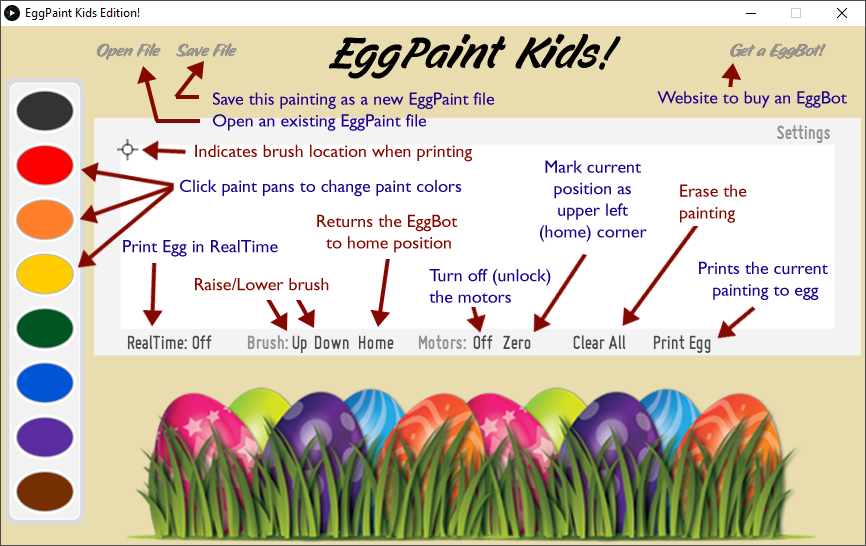 EggPaint Kids Edition!
Open File Save File
EggPaint Kids!
Get a EggBot!
Save this painting as a new EggPaint file
Open an existing EggPaint file
Website to buy an EggBot
Settings
Indicates brush location when printing
Click paint pans to change paint colors
Mark current
position as
upper left
(home) corner
Erase the
painting
Returns the EggBot
to home position
Print Egg in RealTime
Raise/Lower brush
Turn off (unlock)
the motors
Prints the current
painting to egg
RealTime: Off Brush: Up Down Home Motors: Off Zero Clear All Print Egg